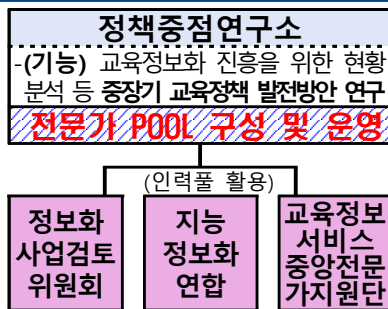 정책중점연구소
-(기능) 교육정보화 진흥을 위한 현황
분석 등 중장기 교육정책 발전방안 연구
전문가 POOL 구성 및 운영
(인력풀 활용)
정보화
사업검토
위원회
지능
정보화
연합
교육정보
서비스
중앙전문
가지원단